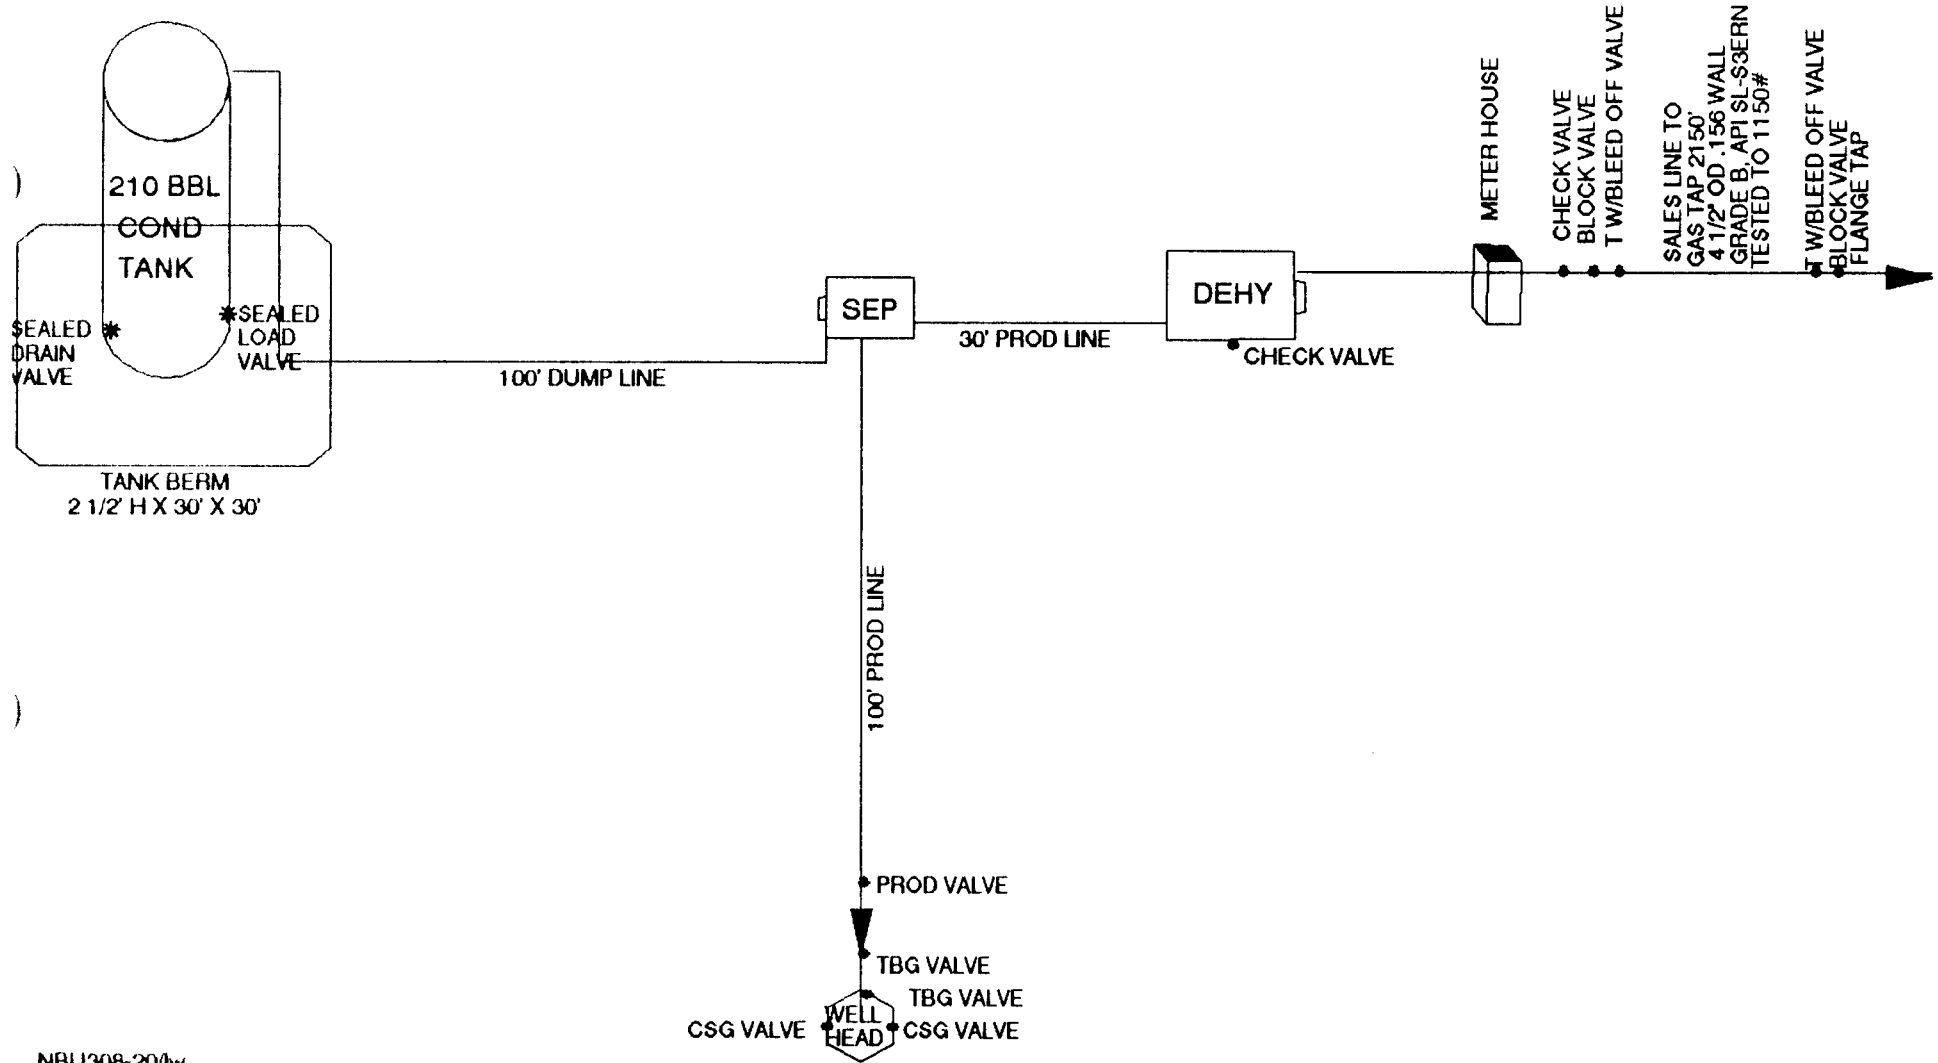 210 BBL
COND
TANK
SEALED
DRAIN
VALVE
SEALED
LOAD
VALVE
TANK BERM
2 1/2' H X 30' X 30'
100' DUMP LINE
SEP
30' PROD LINE
DEHY
CHECK VALVE
METER HOUSE
CHECK VALVE
BLOCK VALVE
T W/BLEED OFF VALVE
SALES LINE TO
GAS TAP 2150'
4 1/2" OD .156 WALL
GRADE B, API SL-S3ERN
TESTED TO 1150#
T W/BLEED OFF VALVE
BLOCK VALVE
FLANGE TAP
100' PROD LINE
PROD VALVE
TBG VALVE
TBG VALVE
CSG VALVE
WELL
HEAD
CSG VALVE